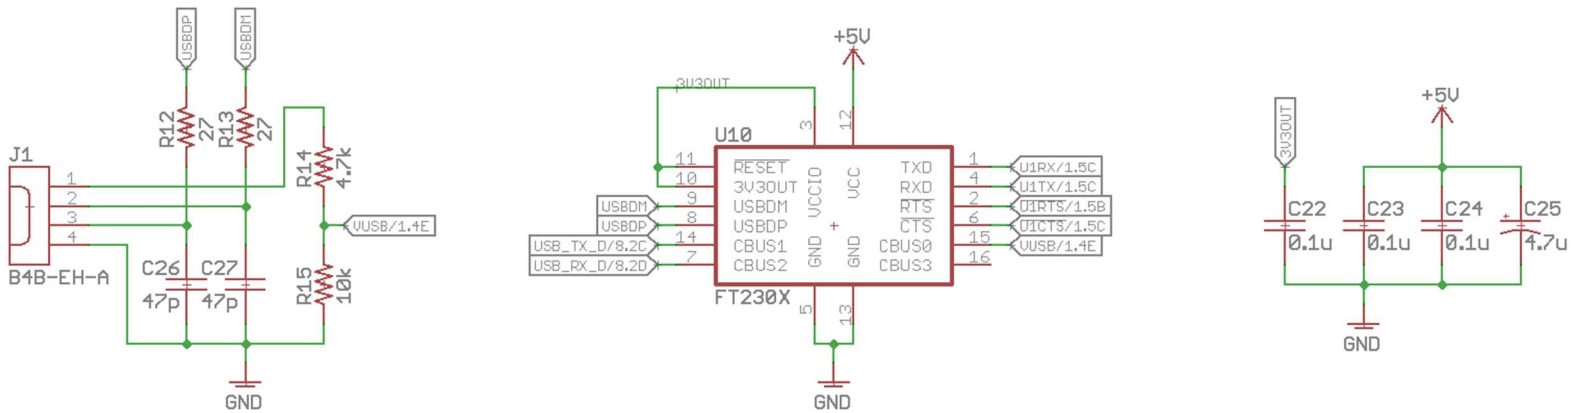 USBDP
USBDM
R12
27
R13
27
J1
1
2
3
4
B4B-EH-A
R14
4.7k
VUSB/1.4E
C26
47p
C27
47p
R15
10k
GND
+5V
3V3OUT
3
12
U10
11
RESET
10
3V3OUT
9
USBDM
8
USBDP
14
CBUS1
7
CBUS2
VCCIO
VCC
GND
GND
TXD
1
RXD
4
RTS
2
CTS
6
CBUS0
15
CBUS3
16
USBDM
USBDP
USB_TX_D/8.2C
USB_RX_D/8.2D
U1RX/1.5C
U1TX/1.5C
U1RTS/1.5B
U1CTS/1.5C
VUSB/1.4E
FT230X
5
13
GND
3V3OUT
+5V
C22
0.1u
C23
0.1u
C24
0.1u
C25
4.7u
GND